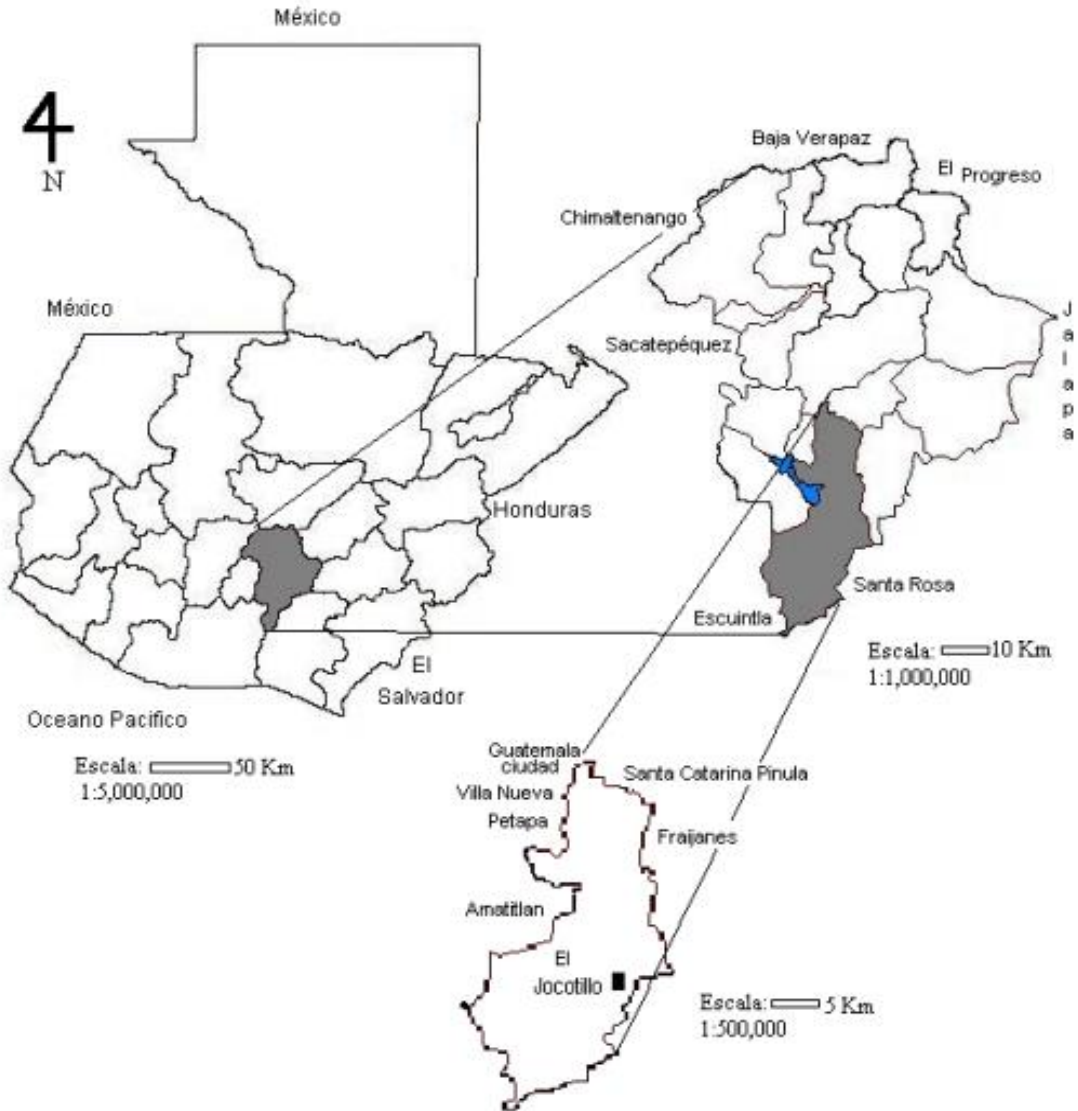 México
N
México
Honduras
El
Salvador
Oceano Pacifico
Escala: 50 Km
1:5,000,000
Baja Verapaz
El Progreso
Chimaltenango
Jalapa
Sacatepéquez
Santa Rosa
Escuintla
Escala: 10 Km
1:1,000,000
Guatemala
ciudad
Santa Catarina Pinula
Villa Nueva
Petapa
Fraijanes
Amatitlan
El
Jocotillo
Escala: 5 Km
1:500,000